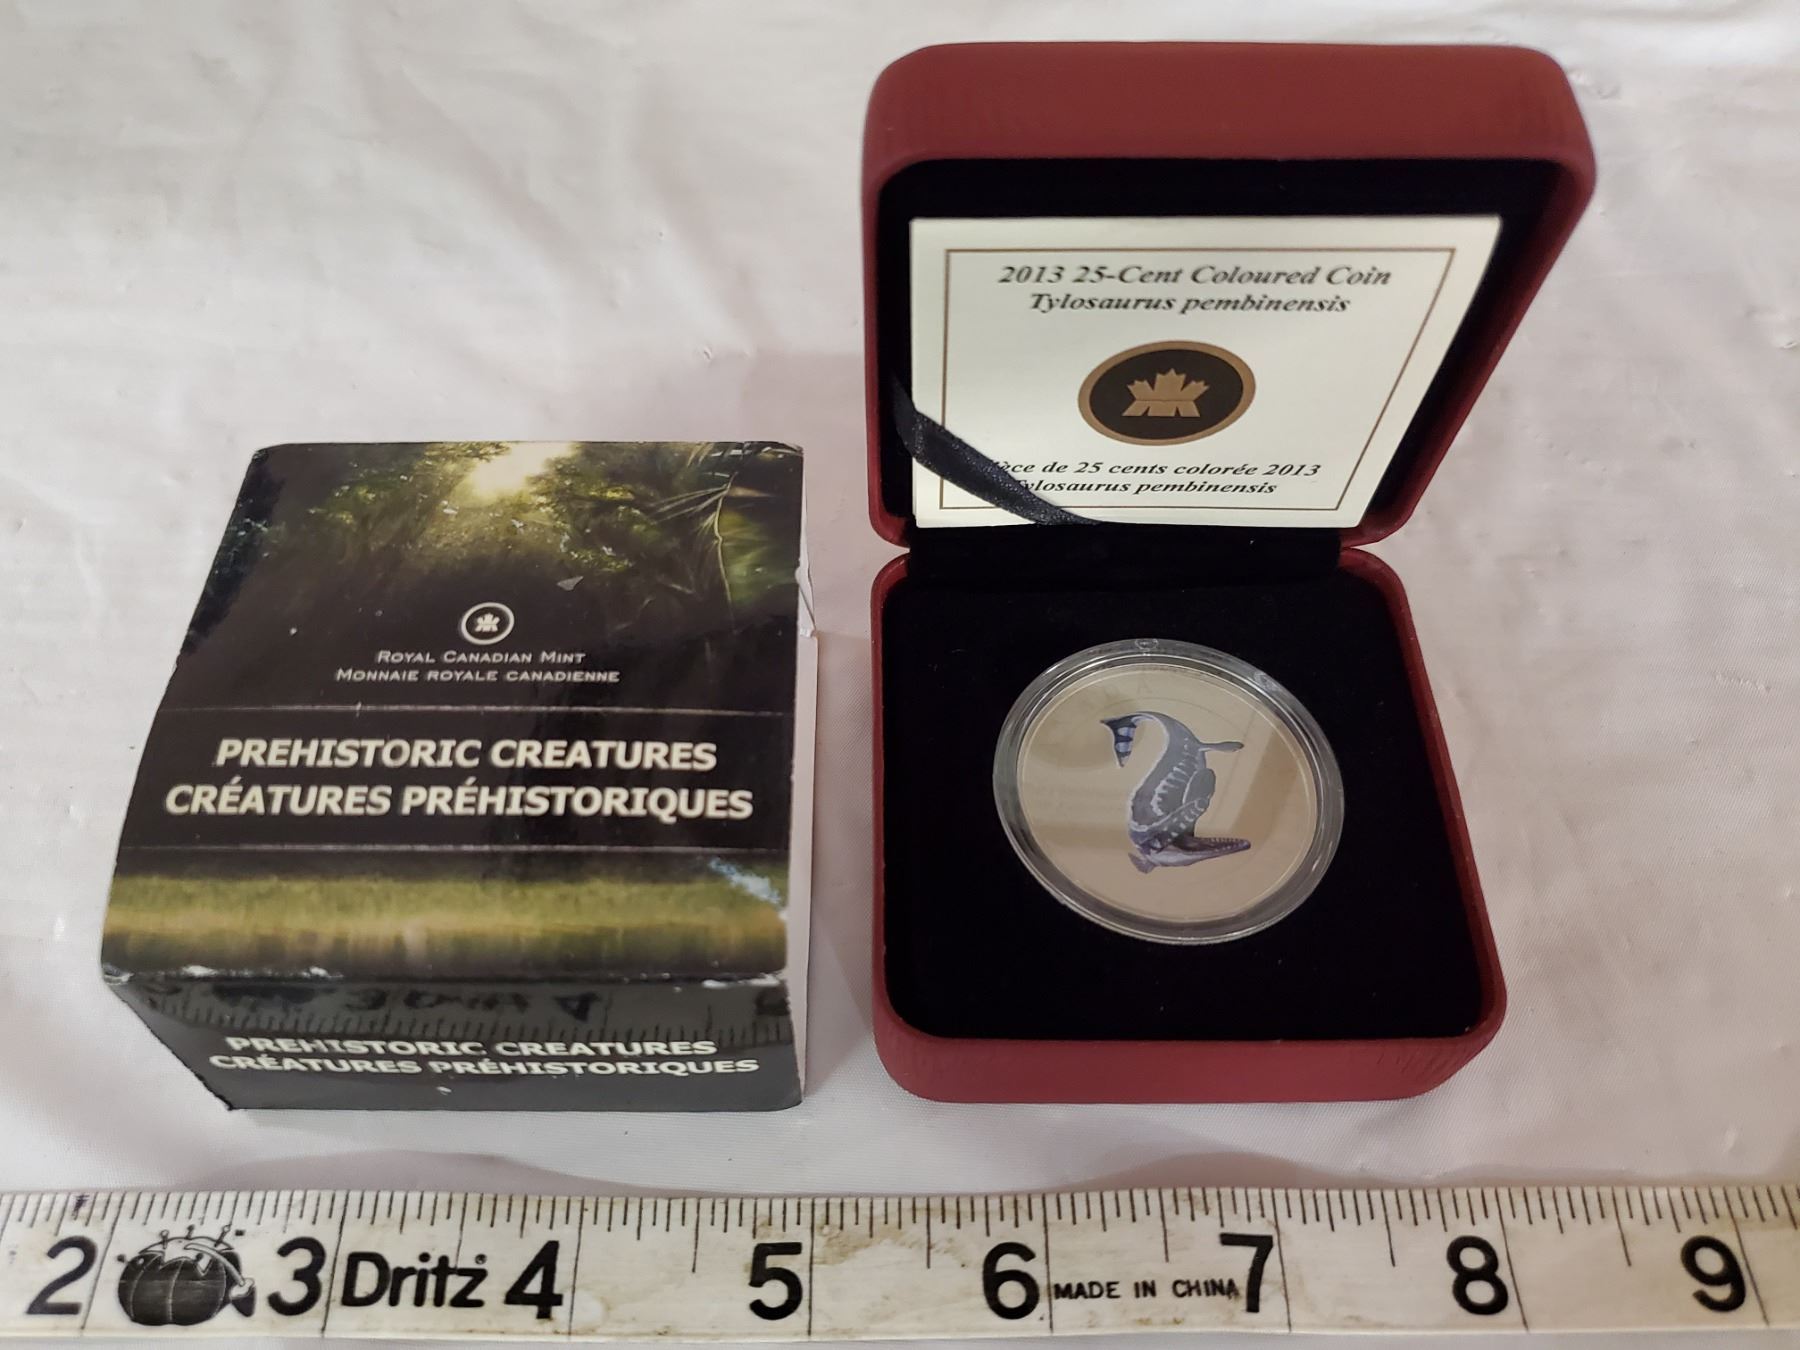 2013 25-Cent Coloured Coin
Tylosaurus pembinensis
de 25 cents colorée 2013
pembinensis
ROYAL CANADIAN MINT
MONNAIE ROYALE CANADIENNE
PREHISTORIC CREATURES
CRÉATURES PRÉHISTORIQUES
PREHISTORIC CREATURES
CRÉATURES PRÉHISTORIQUES
2 3 Dritz 4 5 6 MADE IN CHINA 7 8 9